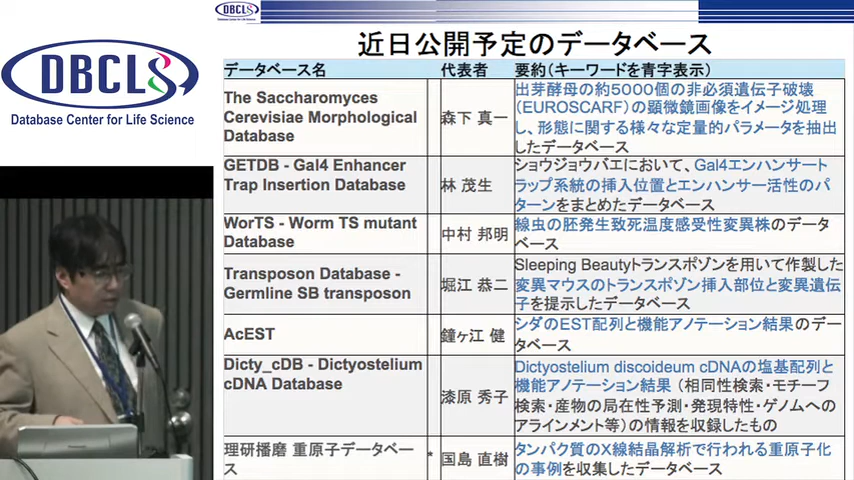 DBCLS
Database Center for Life Science
DBCLS
Database Center for Life Science
近日公開予定のデータベース
データベース名 代表者 要約(キーワードを青字表示)
The Saccharomyces
Cerevisiae Morphological
Database
森下 真一
出芽酵母の約5000個の非必須遺伝子破壊
(EUROSCARF)の顕微鏡画像をイメージ処理
し、形態に関する様々な定量的パラメータを抽出
したデータベース
GETDB - Gal4 Enhancer
Trap Insertion Database
林 茂生
ショウジョウバエにおいて、Gal4エンハンサート
ラップ系統の挿入位置とエンハンサー活性のパ
ターンをまとめたデータベース
WorTS - Worm TS mutant
Database
中村 邦明
線虫の胚発生致死温度感受性変異株のデータ
ベース
Transposon Database -
Germline SB transposon
堀江 恭二
Sleeping Beautyトランスポゾンを用いて作製した
変異マウスのトランスポゾン挿入部位と変異遺伝
子を提示したデータベース
AcEST
鐘ヶ江 健
シダのEST配列と機能アノテーション結果のデー
タベース
Dicty_cDB - Dictyostelium
cDNA Database
漆原 秀子
Dictyostelium discoideum cDNAの塩基配列と
機能アノテーション結果 (相同性検索・モチーフ
検索・産物の局在性予測・発現特性・ゲノムへの
アラインメント等)の情報を収録したもの
理研播磨 重原子データベー
ス
*
国島 直樹
タンパク質のX線結晶解析で行われる重原子化
の事例を収集したデータベース